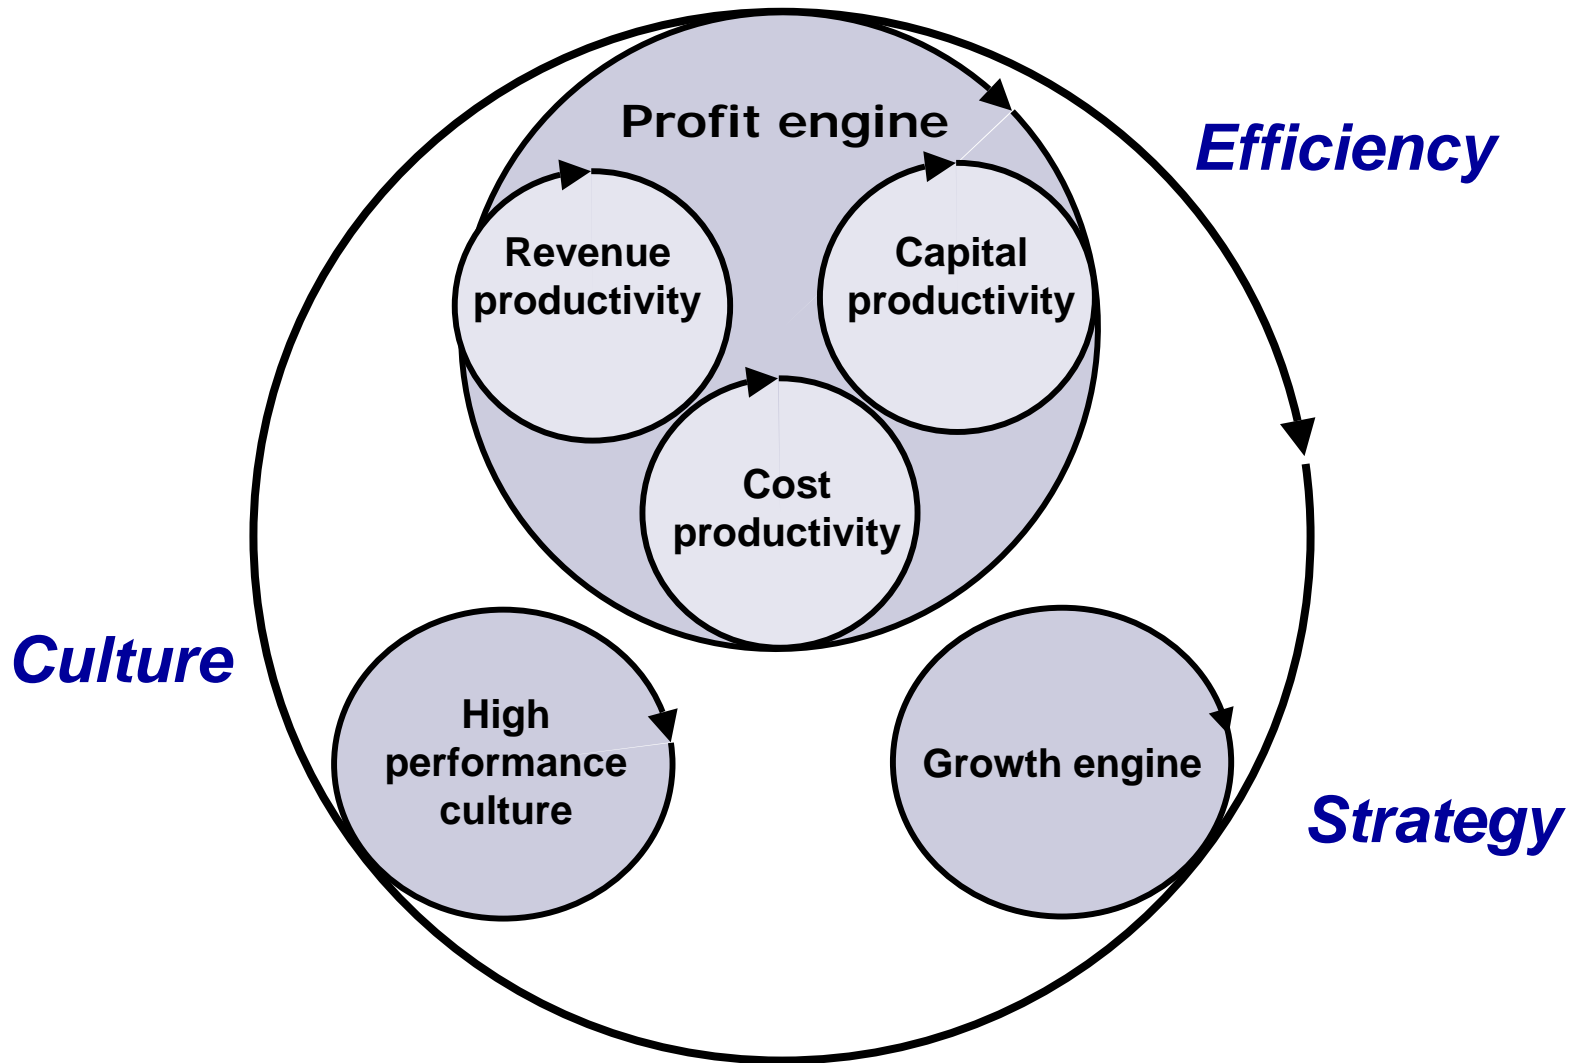 Profit engine
Efficiency
Revenue
productivity
Capital
productivity
Cost
productivity
Culture
High
performance
culture
Growth engine
Strategy